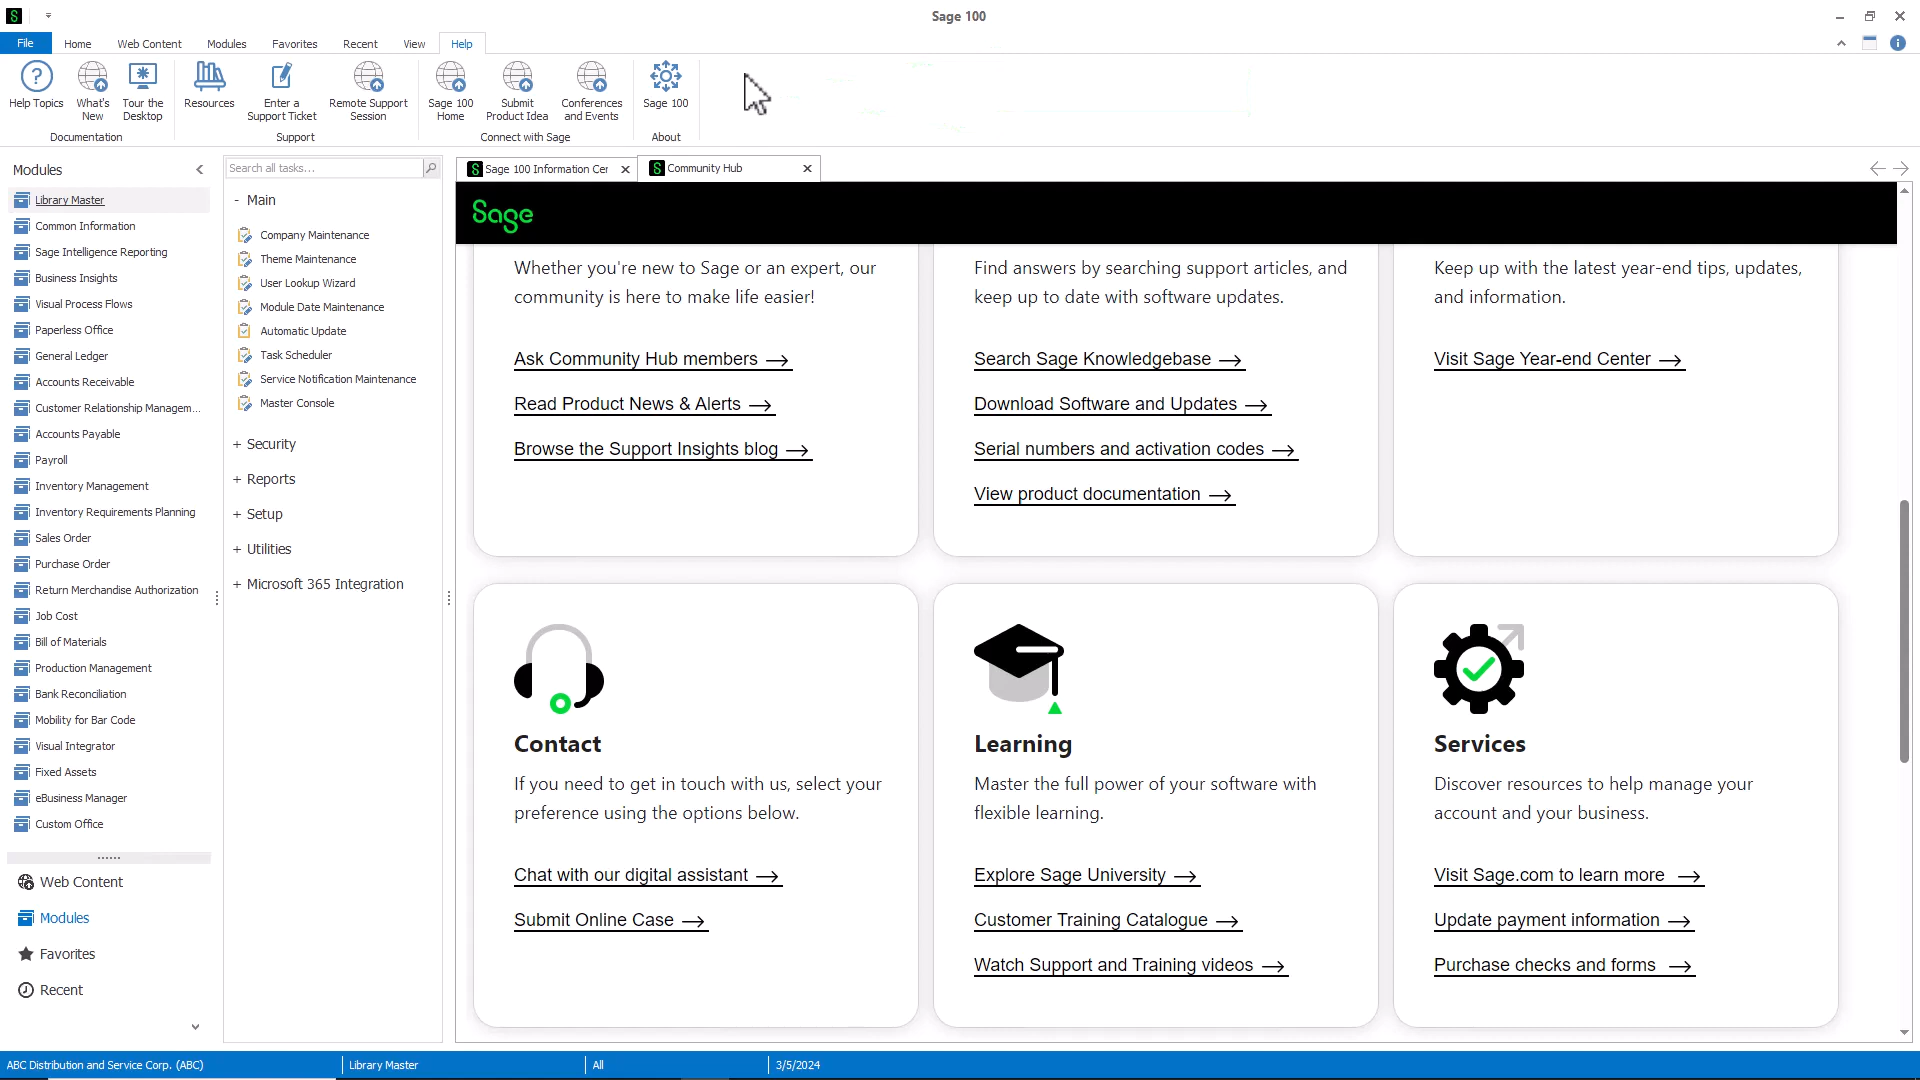 Sage 100
File
Home
Web Content
Modules
Favorites
Recent
View
Help
Help Topics
What's
New
Tour the
Desktop
Documentation
Resources
Enter a
Support Ticket
Remote Support
Session
Support
Sage 100
Home
Submit
Product Idea
Conferences
and Events
Connect with Sage
Sage 100
About
Modules
Library Master
Common Information
Sage Intelligence Reporting
Business Insights
Visual Process Flows
Paperless Office
General Ledger
Accounts Receivable
Customer Relationship Managem...
Accounts Payable
Payroll
Inventory Management
Inventory Requirements Planning
Sales Order
Purchase Order
Return Merchandise Authorization
Job Cost
Bill of Materials
Production Management
Bank Reconciliation
Mobility for Bar Code
Visual Integrator
Fixed Assets
eBusiness Manager
Custom Office
Web Content
Modules
Favorites
Recent
Search all tasks...
- Main
Company Maintenance
Theme Maintenance
User Lookup Wizard
Module Date Maintenance
Automatic Update
Task Scheduler
Service Notification Maintenance
Master Console
+ Security
+ Reports
+ Setup
+ Utilities
+ Microsoft 365 Integration
Sage 100 Information Cer
Community Hub
Sage
Whether you're new to Sage or an expert, our
community is here to make life easier!
Ask Community Hub members
Read Product News & Alerts
Browse the Support Insights blog
Find answers by searching support articles, and
keep up to date with software updates.
Search Sage Knowledgebase
Download Software and Updates
Serial numbers and activation codes
View product documentation
Keep up with the latest year-end tips, updates,
and information.
Visit Sage Year-end Center
Contact
If you need to get in touch with us, select your
preference using the options below.
Chat with our digital assistant
Submit Online Case
Learning
Master the full power of your software with
flexible learning.
Explore Sage University
Customer Training Catalogue
Watch Support and Training videos
Services
Discover resources to help manage your
account and your business.
Visit Sage.com to learn more
Update payment information
Purchase checks and forms
ABC Distribution and Service Corp. (ABC)
Library Master
All
3/5/2024